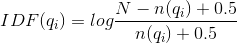 IDF(q_i) = log\frac{N - n(q_i) + 0.5}{n(q_i) + 0.5}